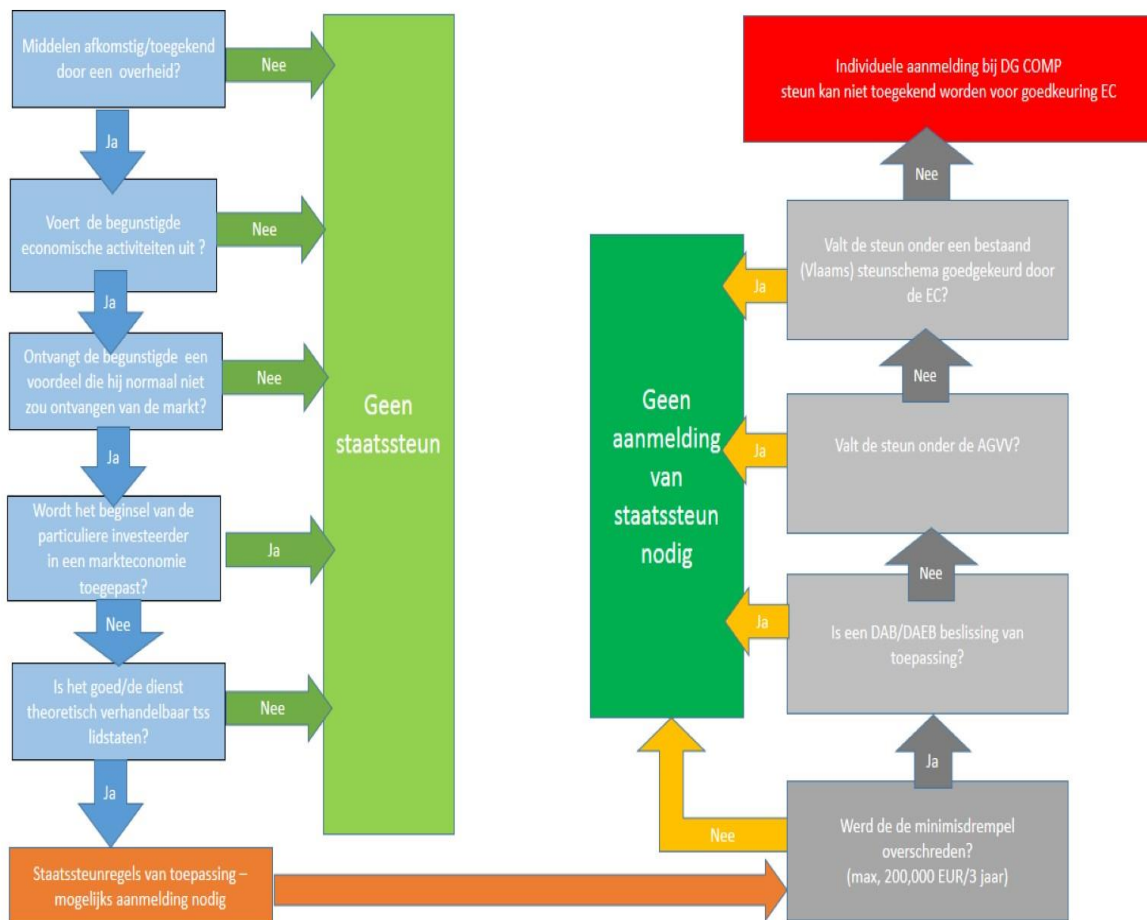 Middelen afkomstig/toegekend
door een overheid?
Nee
Ja
Voert de begunstigde
economische activiteiten uit ?
Nee
Ja
Ontvangt de begunstigde een
voordeel die hij normaal niet
zou ontvangen van de markt?
Nee
Ja
Wordt het beginsel van de
particuliere investeerder
in een markteconomie
toegepast?
Ja
Nee
Is het goed/de dienst
theoretisch verhandelbaar tss
lidstaten?
Nee
Ja
Staatssteunregels van toepassing –
mogelijks aanmelding nodig
Geen
staatssteun
Werd de de minimisdrempel
overschreden?
(max, 200,000 EUR/3 jaar)
Nee
Ja
Is een DAB/DAEB beslissing van
toepassing?
Ja
Nee
Valt de steun onder de AGVV?
Ja
Nee
Valt de steun onder een bestaand
(Vlaams) steunschema goedgekeurd door
de EC?
Ja
Nee
Geen
aanmelding
van
staatssteun
nodig
Individuele aanmelding bij DG COMP
steun kan niet toegekend worden voor goedkeuring EC